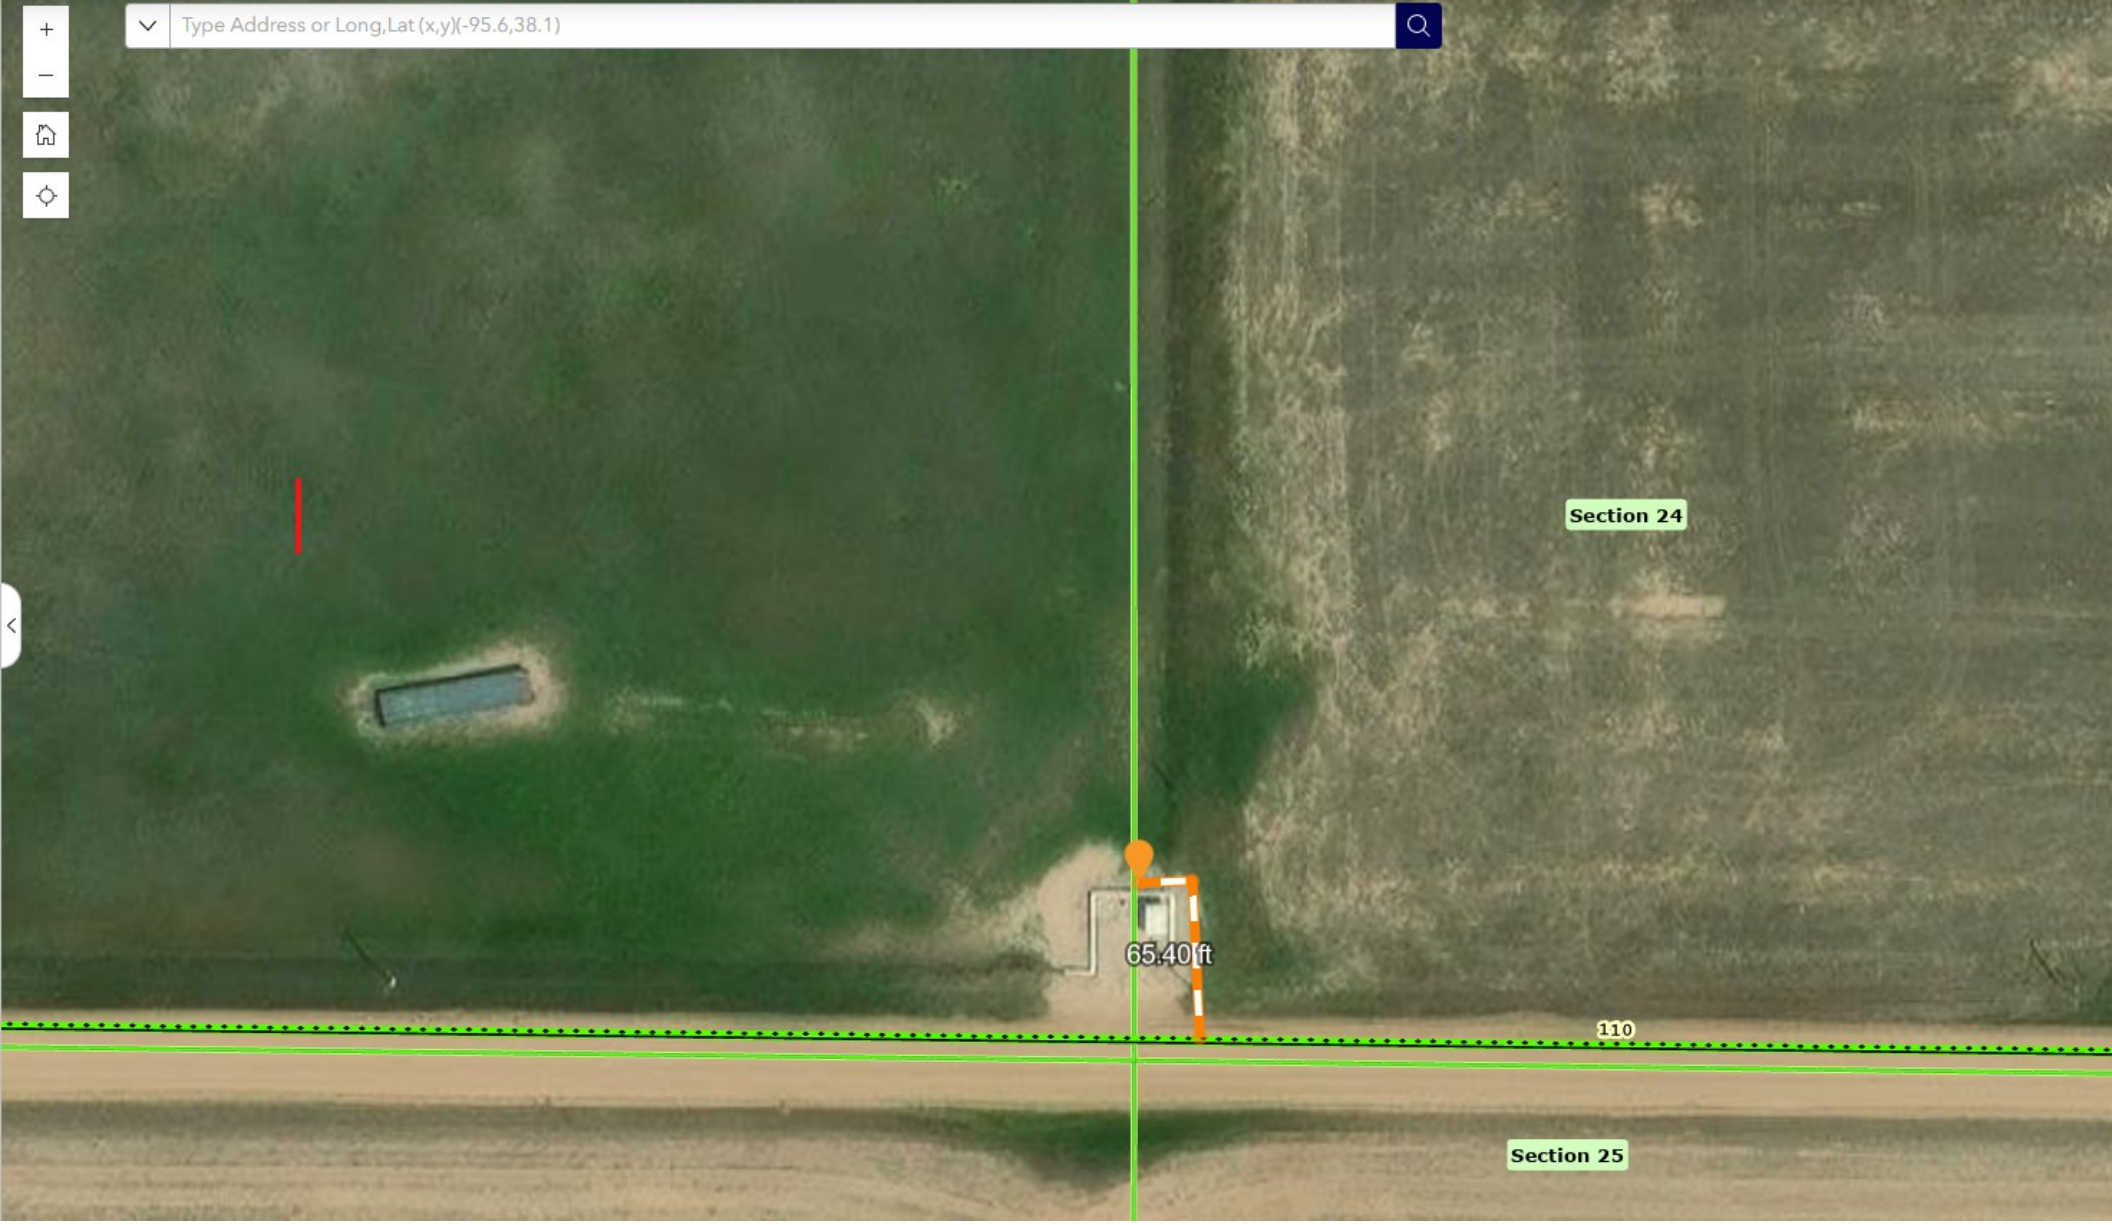 Type Address or Long,Lat (x,y)(-95.6,38.1)
Section 24
65.40 ft
110
Section 25